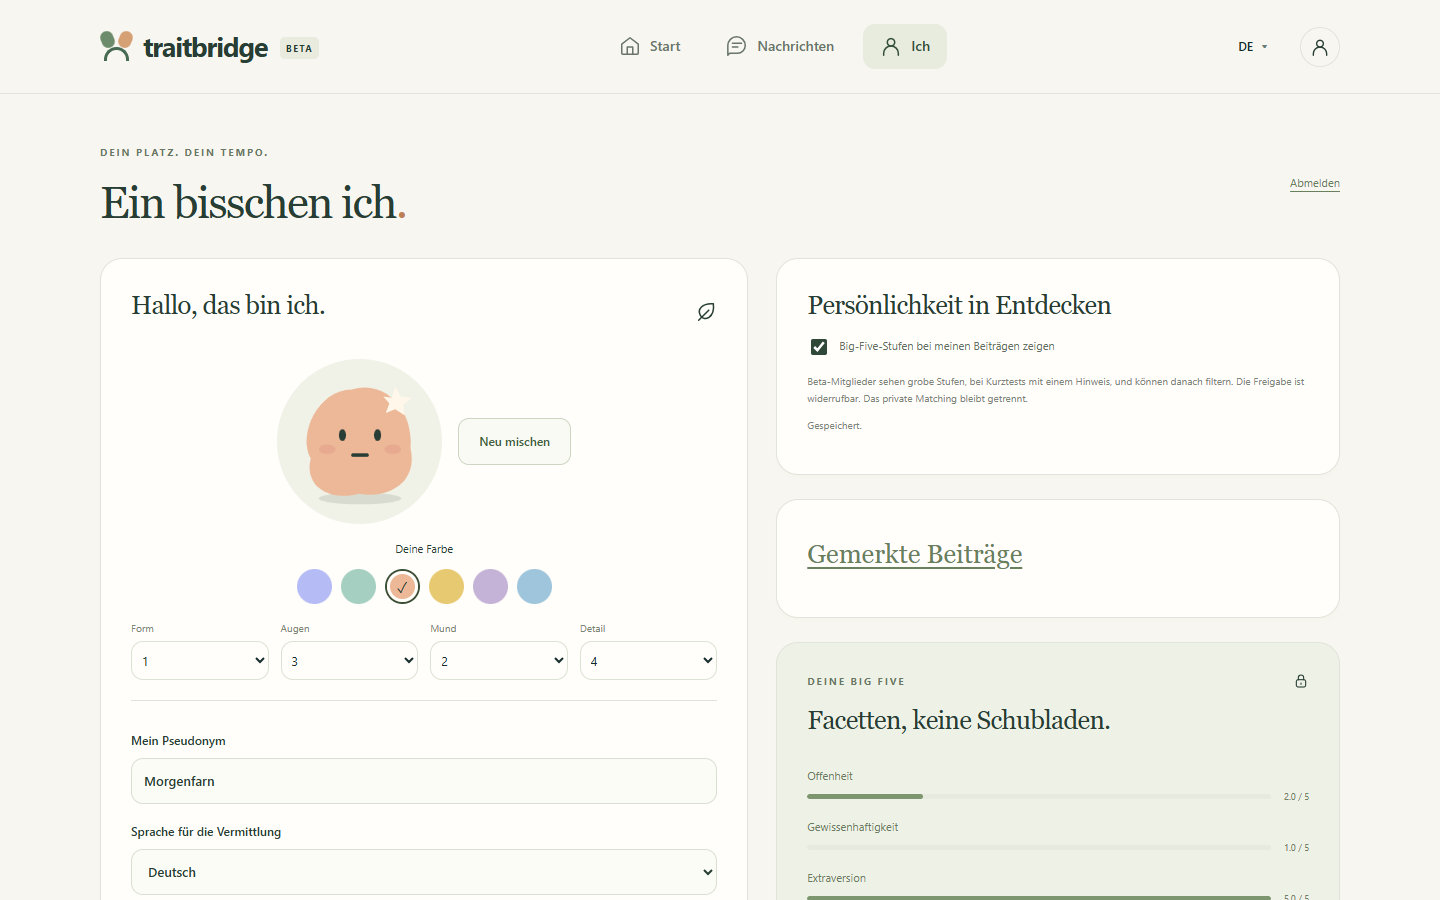 traitbridge BETA
Start
Nachrichten
Ich
DE
DEIN PLATZ. DEIN TEMPO.
Ein bisschen ich.
Abmelden
Hallo, das bin ich.
Neu mischen
Deine Farbe
Form
Augen
Mund
Detail
1
3
2
4
Mein Pseudonym
Morgenfarn
Sprache für die Vermittlung
Deutsch
Persönlichkeit in Entdecken
Big-Five-Stufen bei meinen Beiträgen zeigen
Beta-Mitglieder sehen grobe Stufen, bei Kurztests mit einem Hinweis, und können danach filtern. Die Freigabe ist
widerrufbar. Das private Matching bleibt getrennt.
Gespeichert.
Gemerkte Beiträge
DEINE BIG FIVE
Facetten, keine Schubladen.
Offenheit
2.0 / 5
Gewissenhaftigkeit
1.0 / 5
Extraversion
5.0 / 5